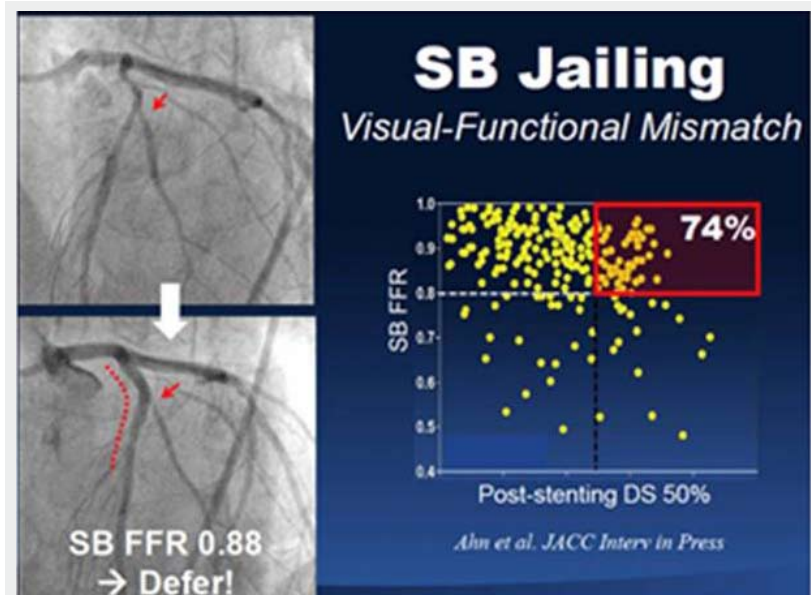 SB Jailing
Visual-Functional Mismatch
SB FFR 0.88
→ Defer!
74%
SB FFR
1.0
0.9
0.8
0.7
0.6
0.5
0.4
Post-stenting DS 50%
Ahn et al. JACC Interv in Press